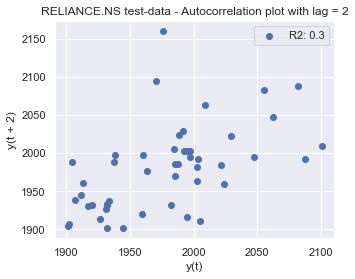 RELIANCE.NS test-data - Autocorrelation plot with lag = 2
R2: 0.3
2150
2100
2050
2000
1950
1900
y(t + 2)
1900 1950 2000 2050 2100
y(t)